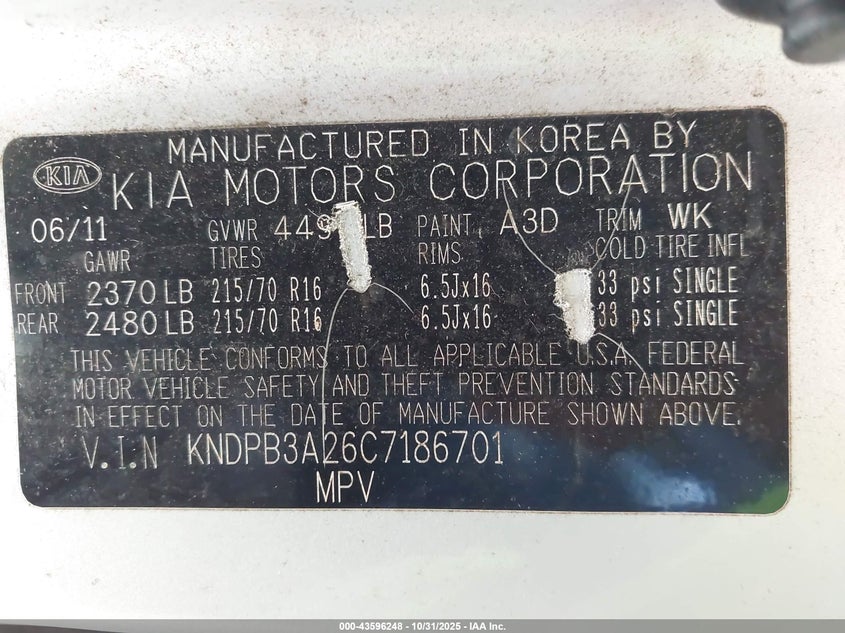 MANUFACTURED IN KOREA BY
KIA KIA MOTORS CORPORATION
06/11 GVWR LB PAINT A3D TRIM WK
GAWR TIRES RIMS COLD TIRE INFL
FRONT 2370 LB 215/70 R16 6.5Jx16 33 psi SINGLE
REAR 2480 LB 215/70 R16 6.5Jx16 33 psi SINGLE
THIS VEHICLE CONFORMS TO ALL APPLICABLE U.S.A. FEDERAL
MOTOR VEHICLE SAFETY AND THEFT PREVENTION STANDARDS
IN EFFECT ON THE DATE OF MANUFACTURE SHOWN ABOVE.
V.I.N KNDPB3A26C7186701
MPV
000-43596248 - 10/31/2025 - IAA Inc.